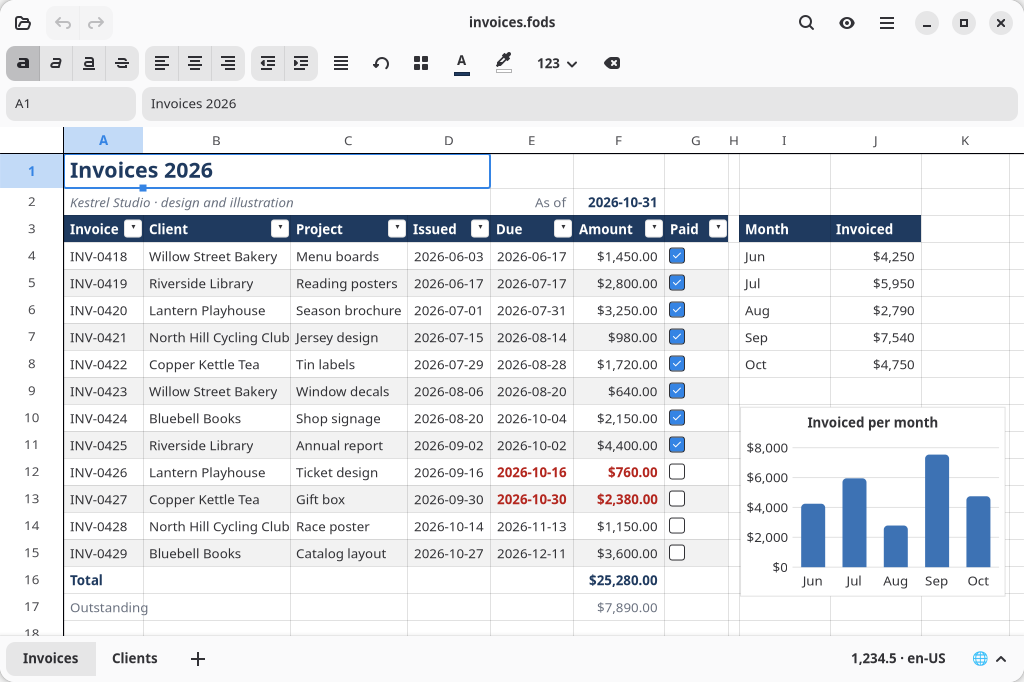 invoices.fods
a a a S 123
A1 Invoices 2026
A B C D E F G H I J K
1 Invoices 2026
2 Kestrel Studio · design and illustration As of 2026-10-31
3 Invoice Client Project Issued Due Amount Paid Month Invoiced
4 INV-0418 Willow Street Bakery Menu boards 2026-06-03 2026-06-17 $1,450.00 Jun $4,250
5 INV-0419 Riverside Library Reading posters 2026-06-17 2026-07-17 $2,800.00 Jul $5,950
6 INV-0420 Lantern Playhouse Season brochure 2026-07-01 2026-07-31 $3,250.00 Aug $2,790
7 INV-0421 North Hill Cycling Club Jersey design 2026-07-15 2026-08-14 $980.00 Sep $7,540
8 INV-0422 Copper Kettle Tea Tin labels 2026-07-29 2026-08-28 $1,720.00 Oct $4,750
9 INV-0423 Willow Street Bakery Window decals 2026-08-06 2026-08-20 $640.00
10 INV-0424 Bluebell Books Shop signage 2026-08-20 2026-10-04 $2,150.00
11 INV-0425 Riverside Library Annual report 2026-09-02 2026-10-02 $4,400.00
12 INV-0426 Lantern Playhouse Ticket design 2026-09-16 2026-10-16 $760.00
13 INV-0427 Copper Kettle Tea Gift box 2026-09-30 2026-10-30 $2,380.00
14 INV-0428 North Hill Cycling Club Race poster 2026-10-14 2026-11-13 $1,150.00
15 INV-0429 Bluebell Books Catalog layout 2026-10-27 2026-12-11 $3,600.00
16 Total $25,280.00
17 Outstanding $7,890.00
18
Invoiced per month
$8,000
$6,000
$4,000
$2,000
$0
Jun Jul Aug Sep Oct
Invoices Clients 1,234.5 · en-US